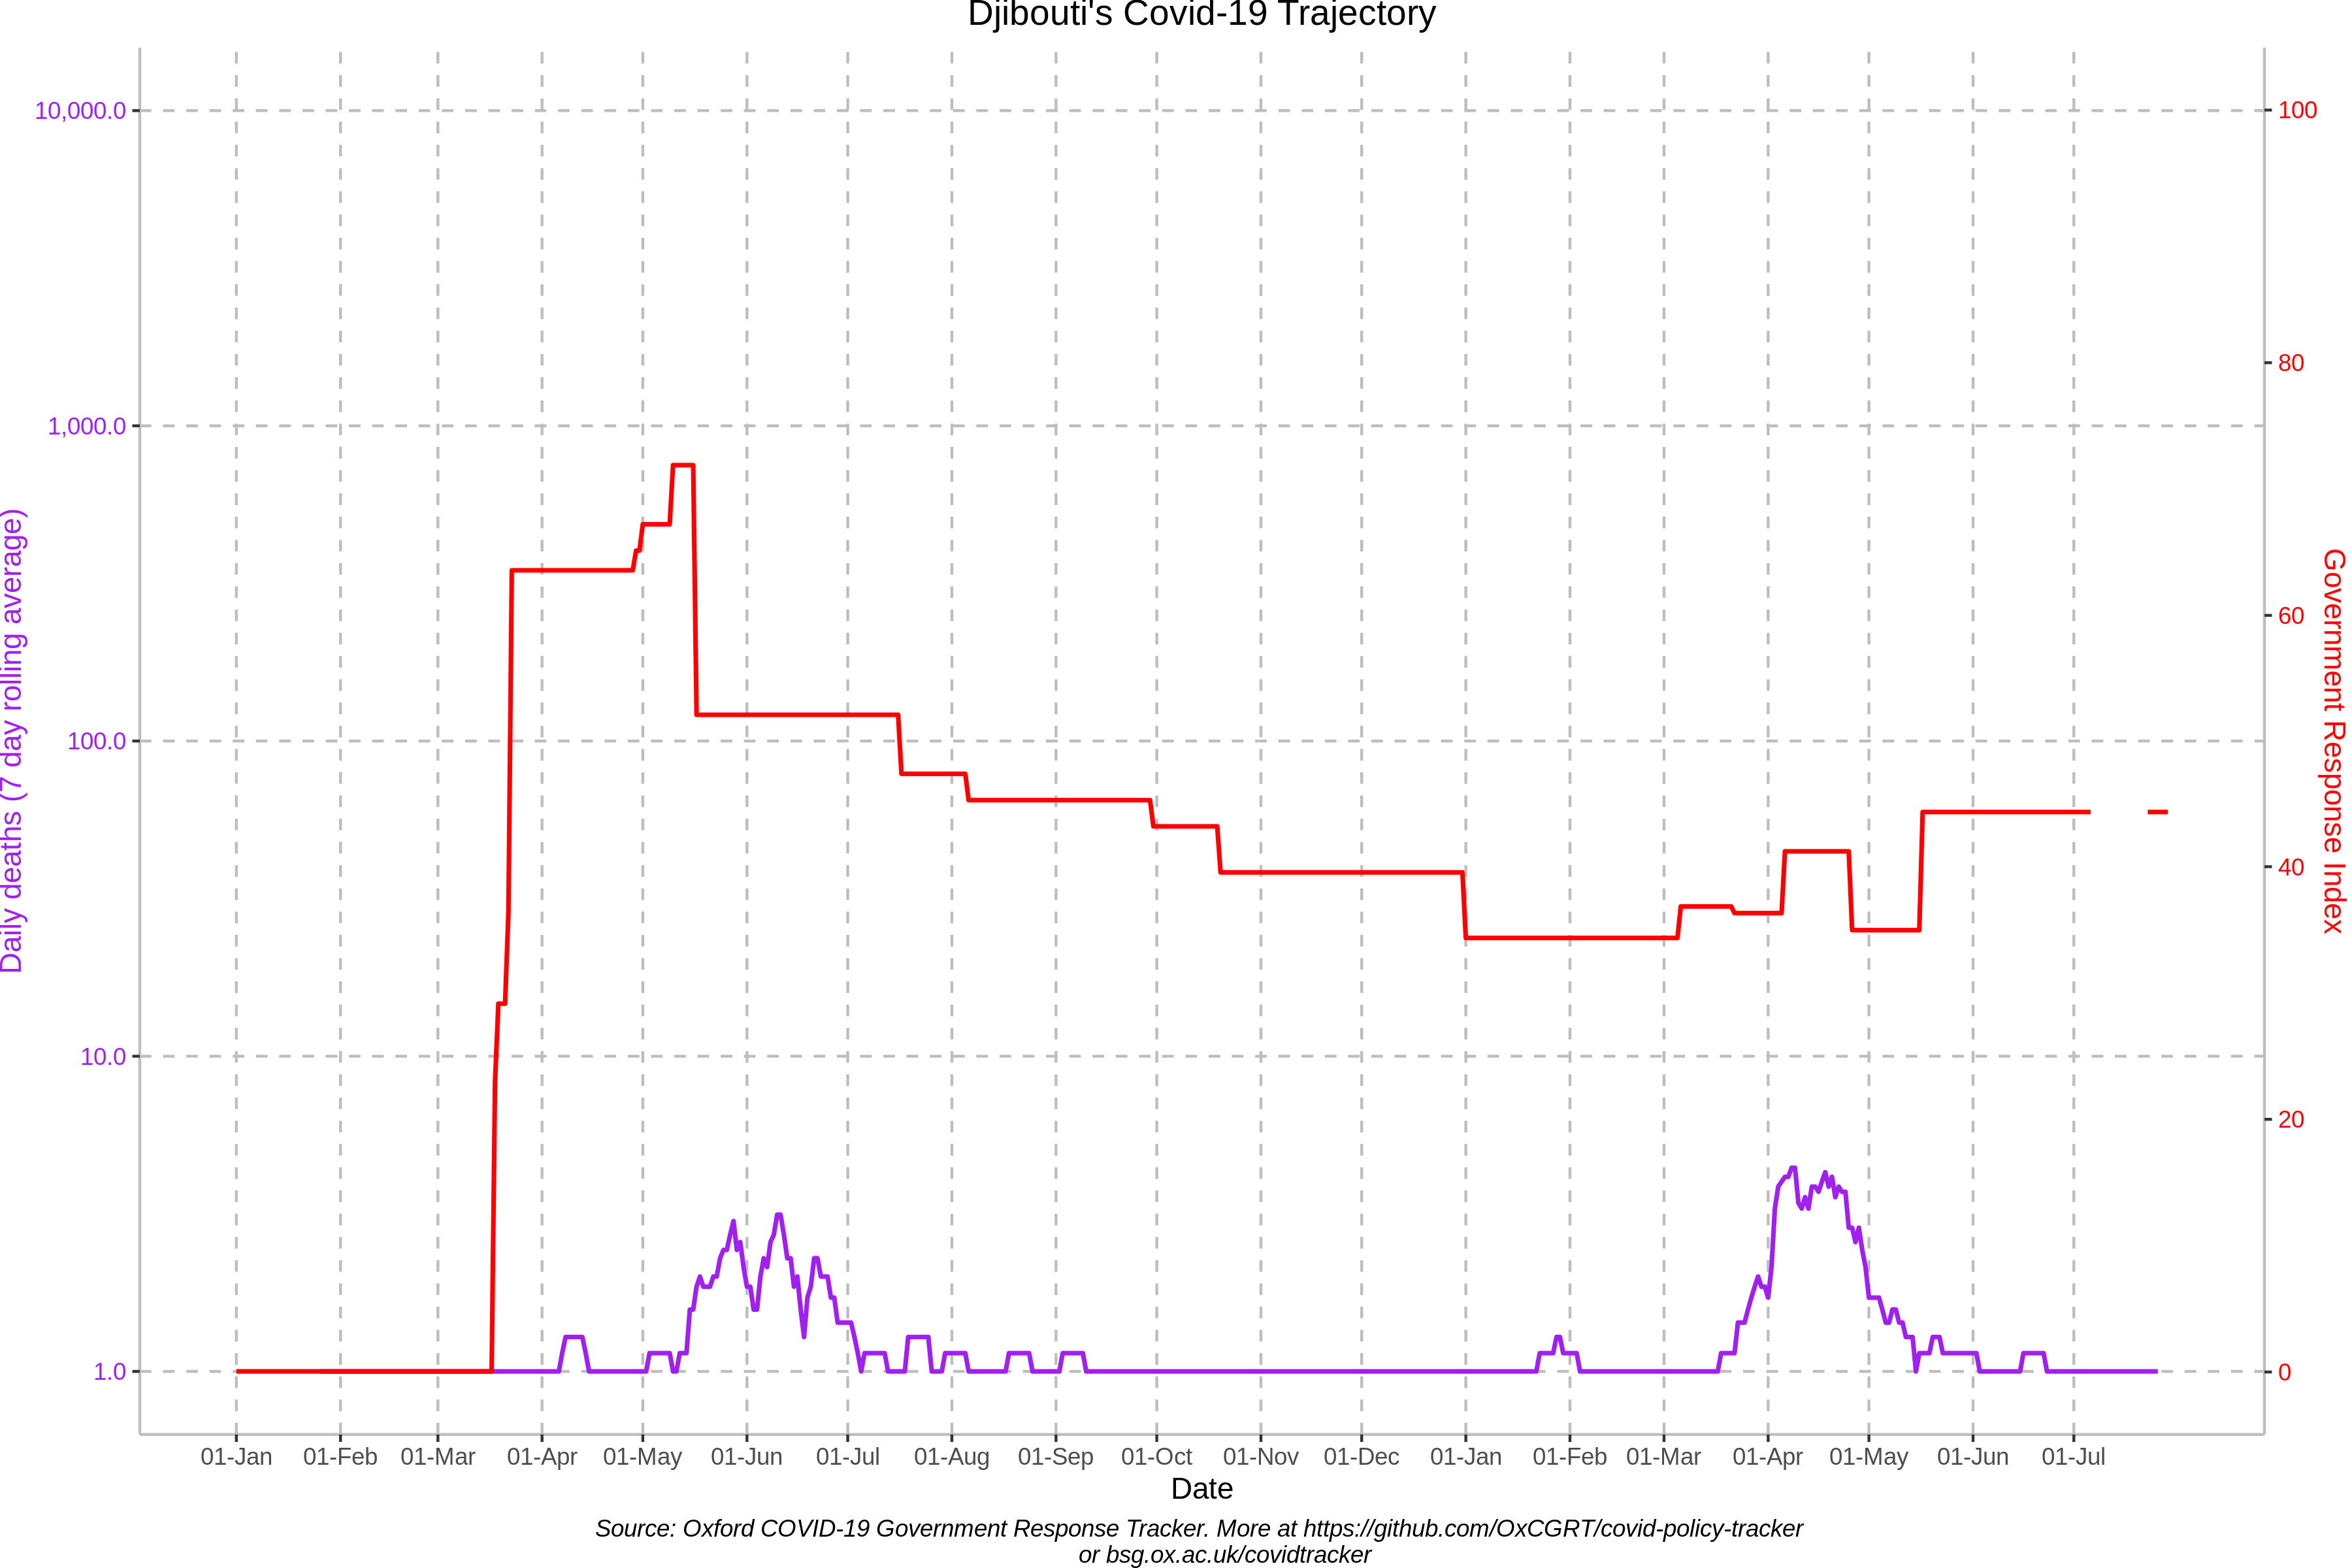 Djibouti's Covid-19 Trajectory
10,000.0
1,000.0
100.0
10.0
1.0
Daily deaths (7 day rolling average)
100
80
60
40
20
0
Government Response Index
01-Jan 01-Feb 01-Mar 01-Apr 01-May 01-Jun 01-Jul 01-Aug 01-Sep 01-Oct 01-Nov 01-Dec 01-Jan 01-Feb 01-Mar 01-Apr 01-May 01-Jun 01-Jul
Date
Source: Oxford COVID-19 Government Response Tracker. More at https://github.com/OxCGRT/covid-policy-tracker
or bsg.ox.ac.uk/covidtracker